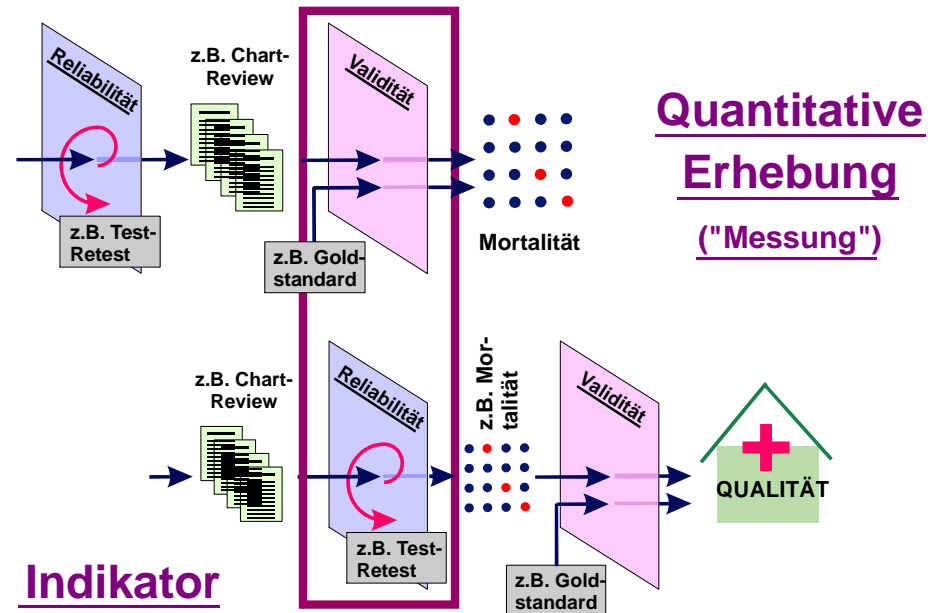 Reliabilität
z.B. Chart-
Review
Validität
z.B. Test-
Retest
z.B. Gold-
standard
Mortalität
Quantitative
Erhebung
("Messung")
z.B. Chart-
Review
Reliabilität
z.B. Test-
Retest
z.B. Mor-
talität
Validität
z.B. Gold-
standard
QUALITÄT
Indikator